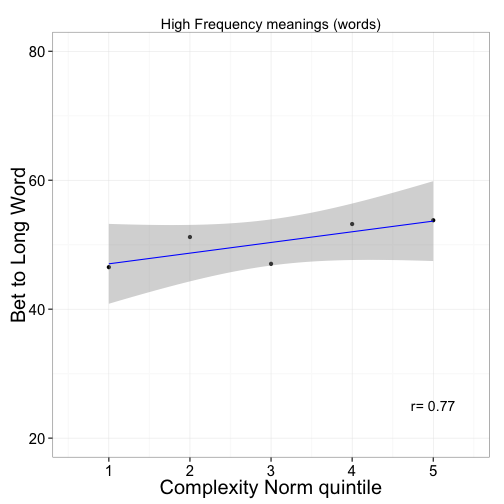 High Frequency meanings (words)
80
60
40
20
Bet to Long Word
r= 0.77
1 2 3 4 5
Complexity Norm quintile